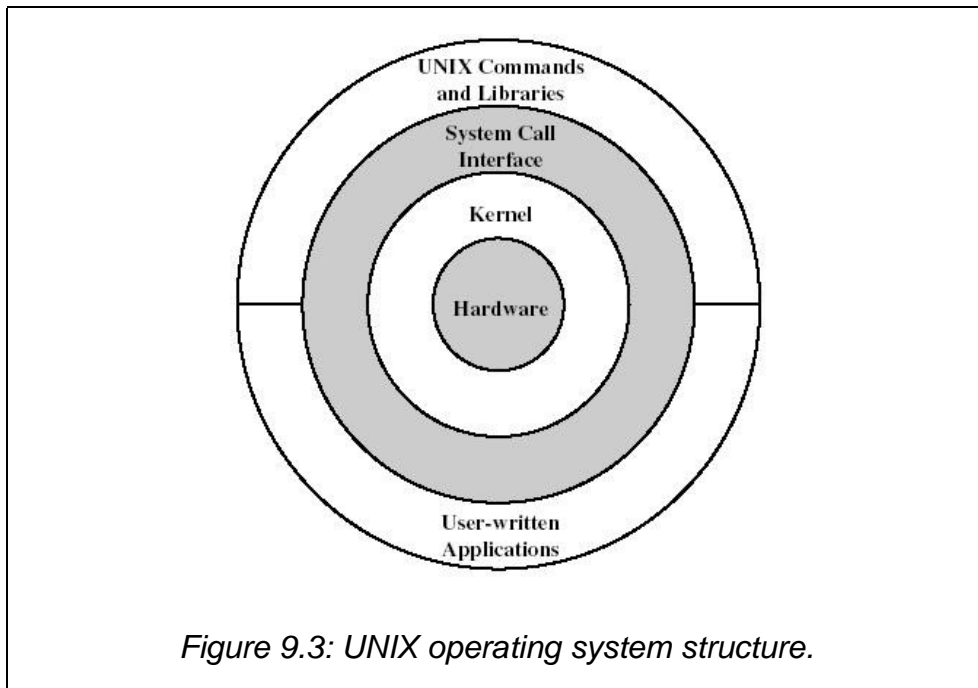 UNIX Commands
and Libraries
System Call
Interface
Kernel
Hardware
User-written
Applications
Figure 9.3: UNIX operating system structure.